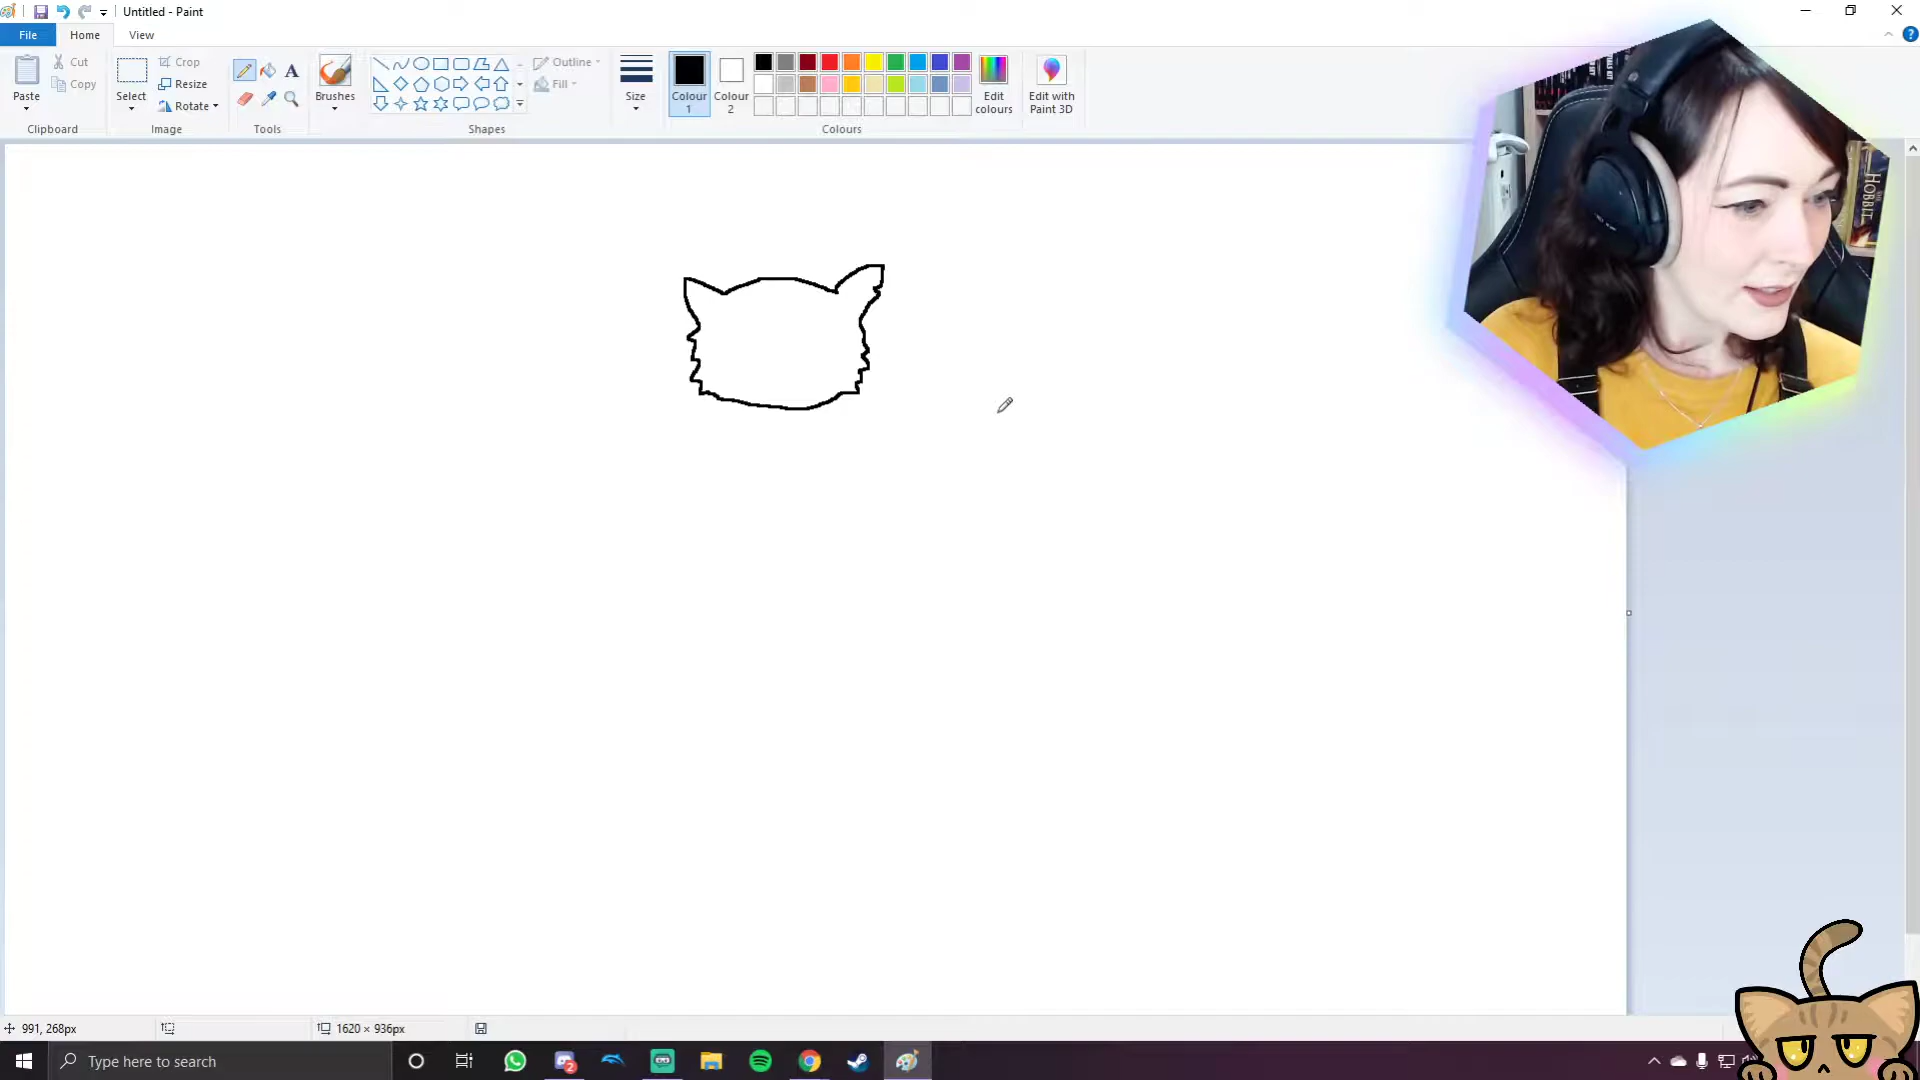 Untitled - Paint
File
Home
View
Paste
Cut
Copy
Clipboard
Select
Crop
Resize
Rotate
Image
A
Tools
Brushes
Shapes
Outline
Fill
Size
Colour
1
Colour
2
Colours
Edit
colours
Edit with
Paint 3D
?
HOBBIT
991, 268px
1620 × 936px
Type here to search
2